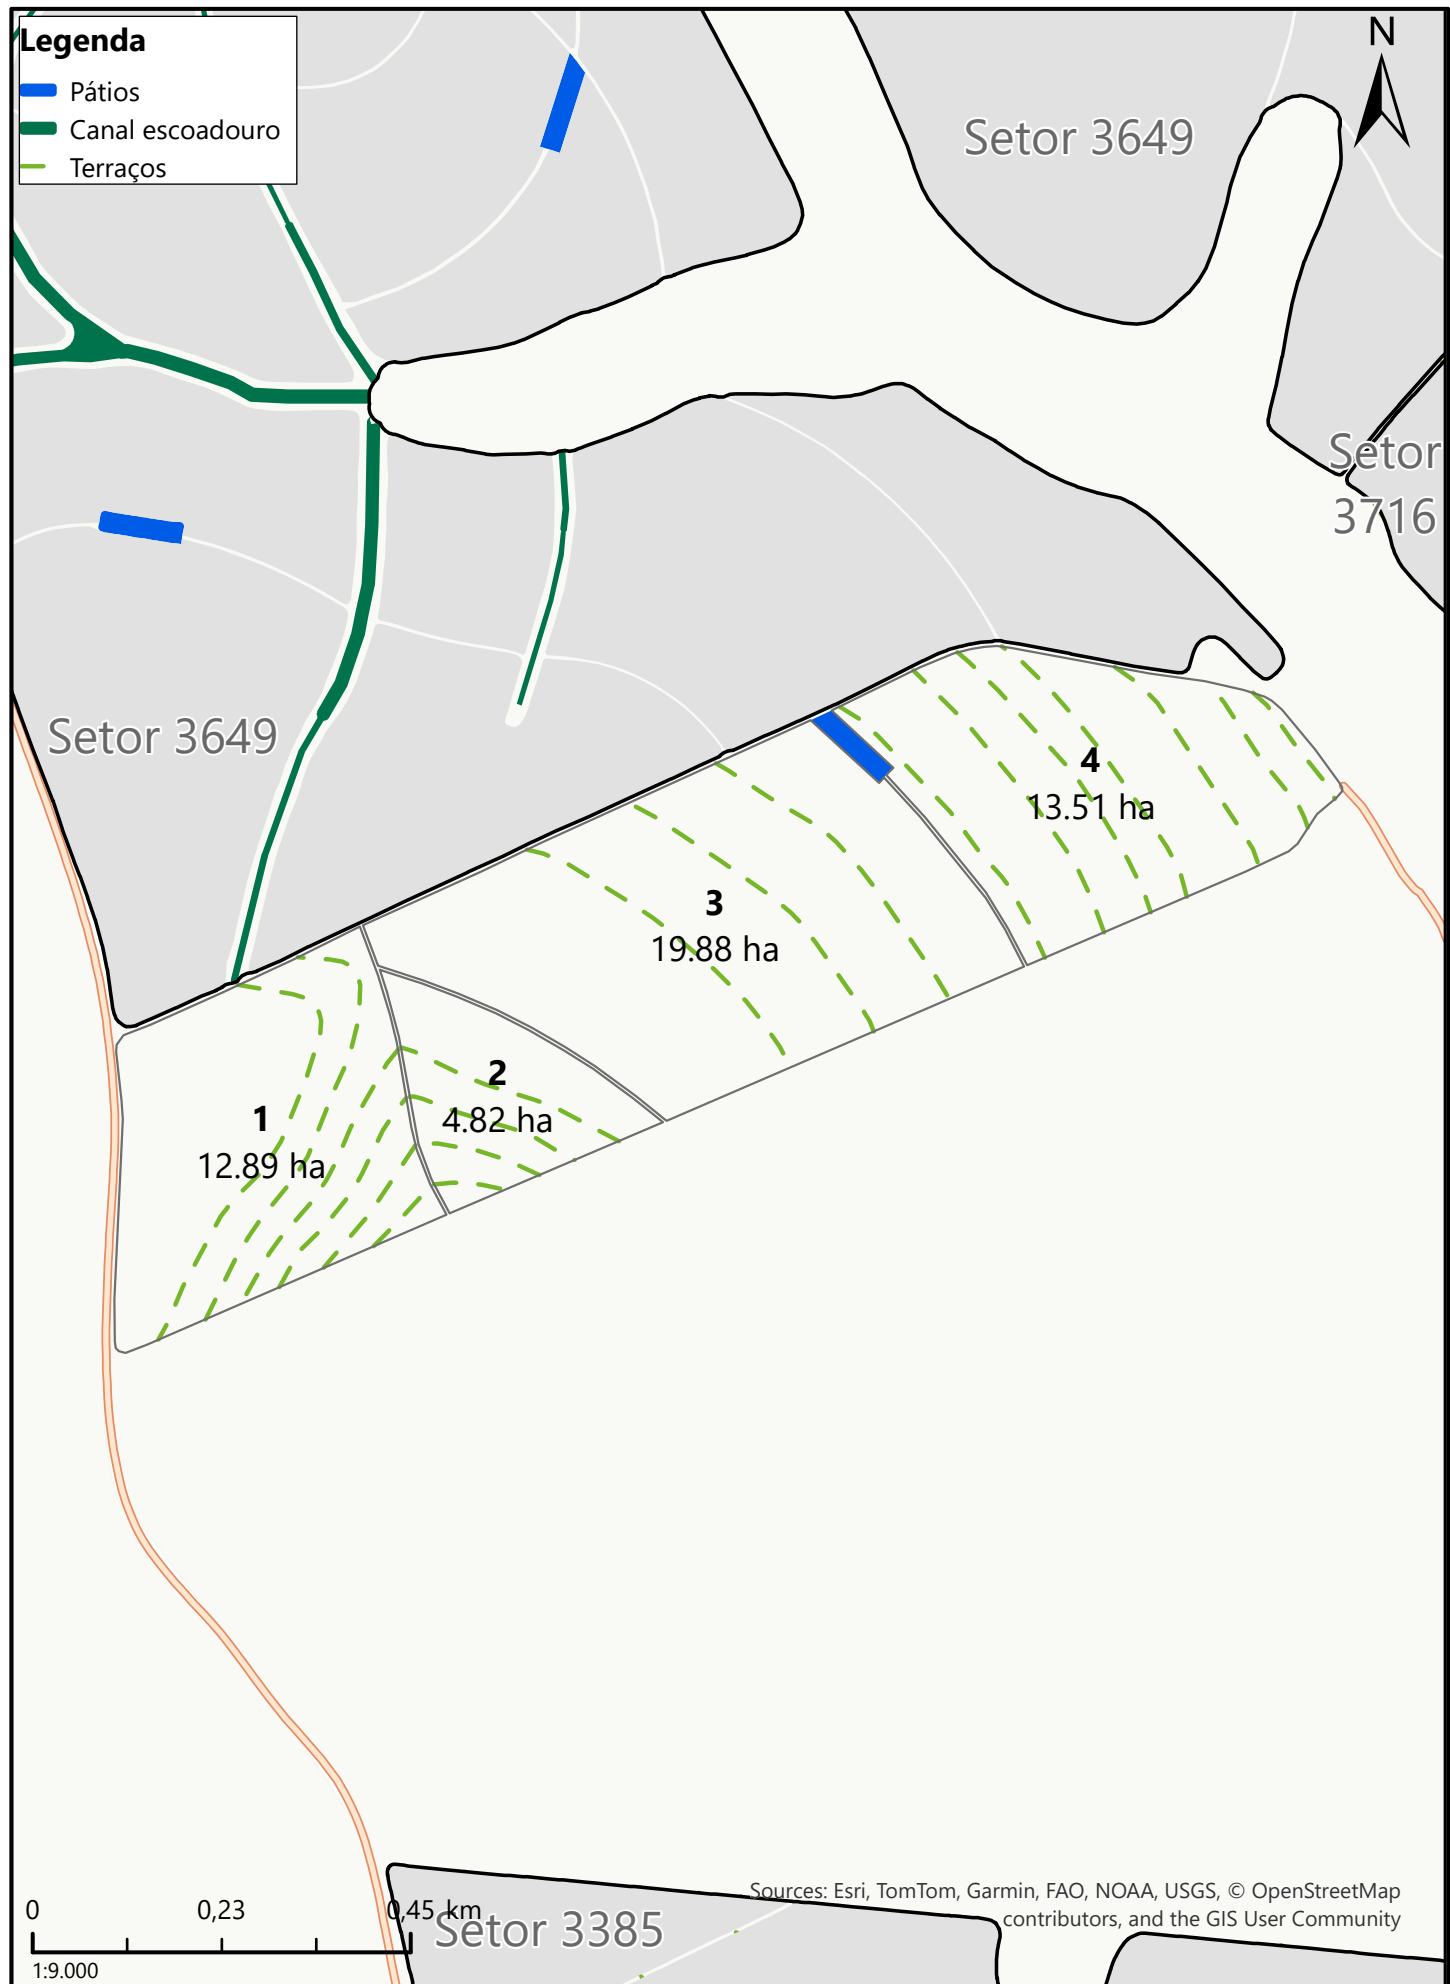 Legenda
Pátios
Canal escoadouro
Terraços
N
Setor 3649
Setor
3716
Setor 3649
4
13.51 ha
3
19.88 ha
2
4.82 ha
1
12.89 ha
Sources: Esri, TomTom, Garmin, FAO, NOAA, USGS, © OpenStreetMap
contributors, and the GIS User Community
0 0,23 0,45 km
Setor 3385
1:9.000